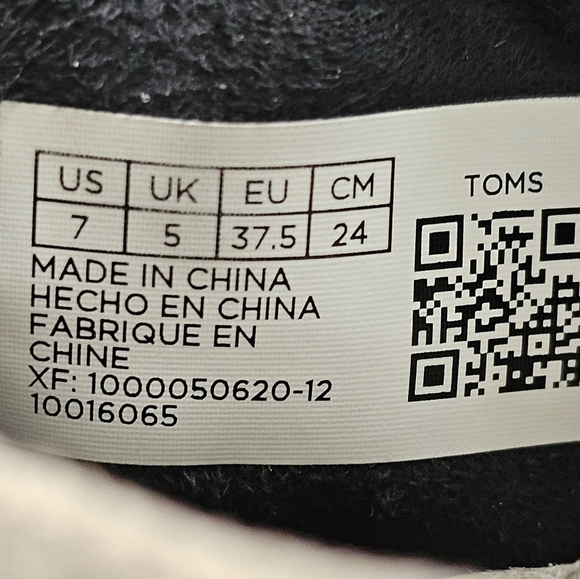 US UK EU CM
7 5 37.5 24
MADE IN CHINA
HECHO EN CHINA
FABRIQUE EN
CHINE
XF: 1000050620-12
10016065
TOMS